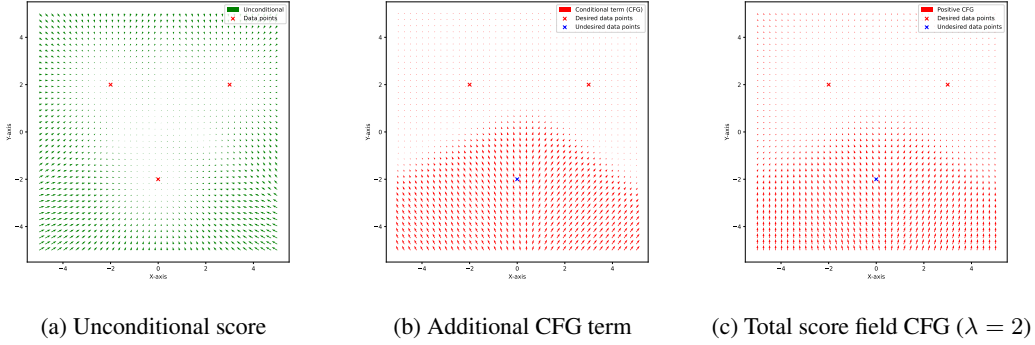 Unconditional
Data points
Y-axis
4
2
0
−2
−4
−4 −2 0 2 4
X-axis
(a) Unconditional score
Conditional term (CFG)
Desired data points
Undesired data points
Y-axis
4
2
0
−2
−4
−4 −2 0 2 4
X-axis
(b) Additional CFG term
Positive CFG
Desired data points
Undesired data points
Y-axis
4
2
0
−2
−4
−4 −2 0 2 4
X-axis
(c) Total score field CFG (λ = 2)